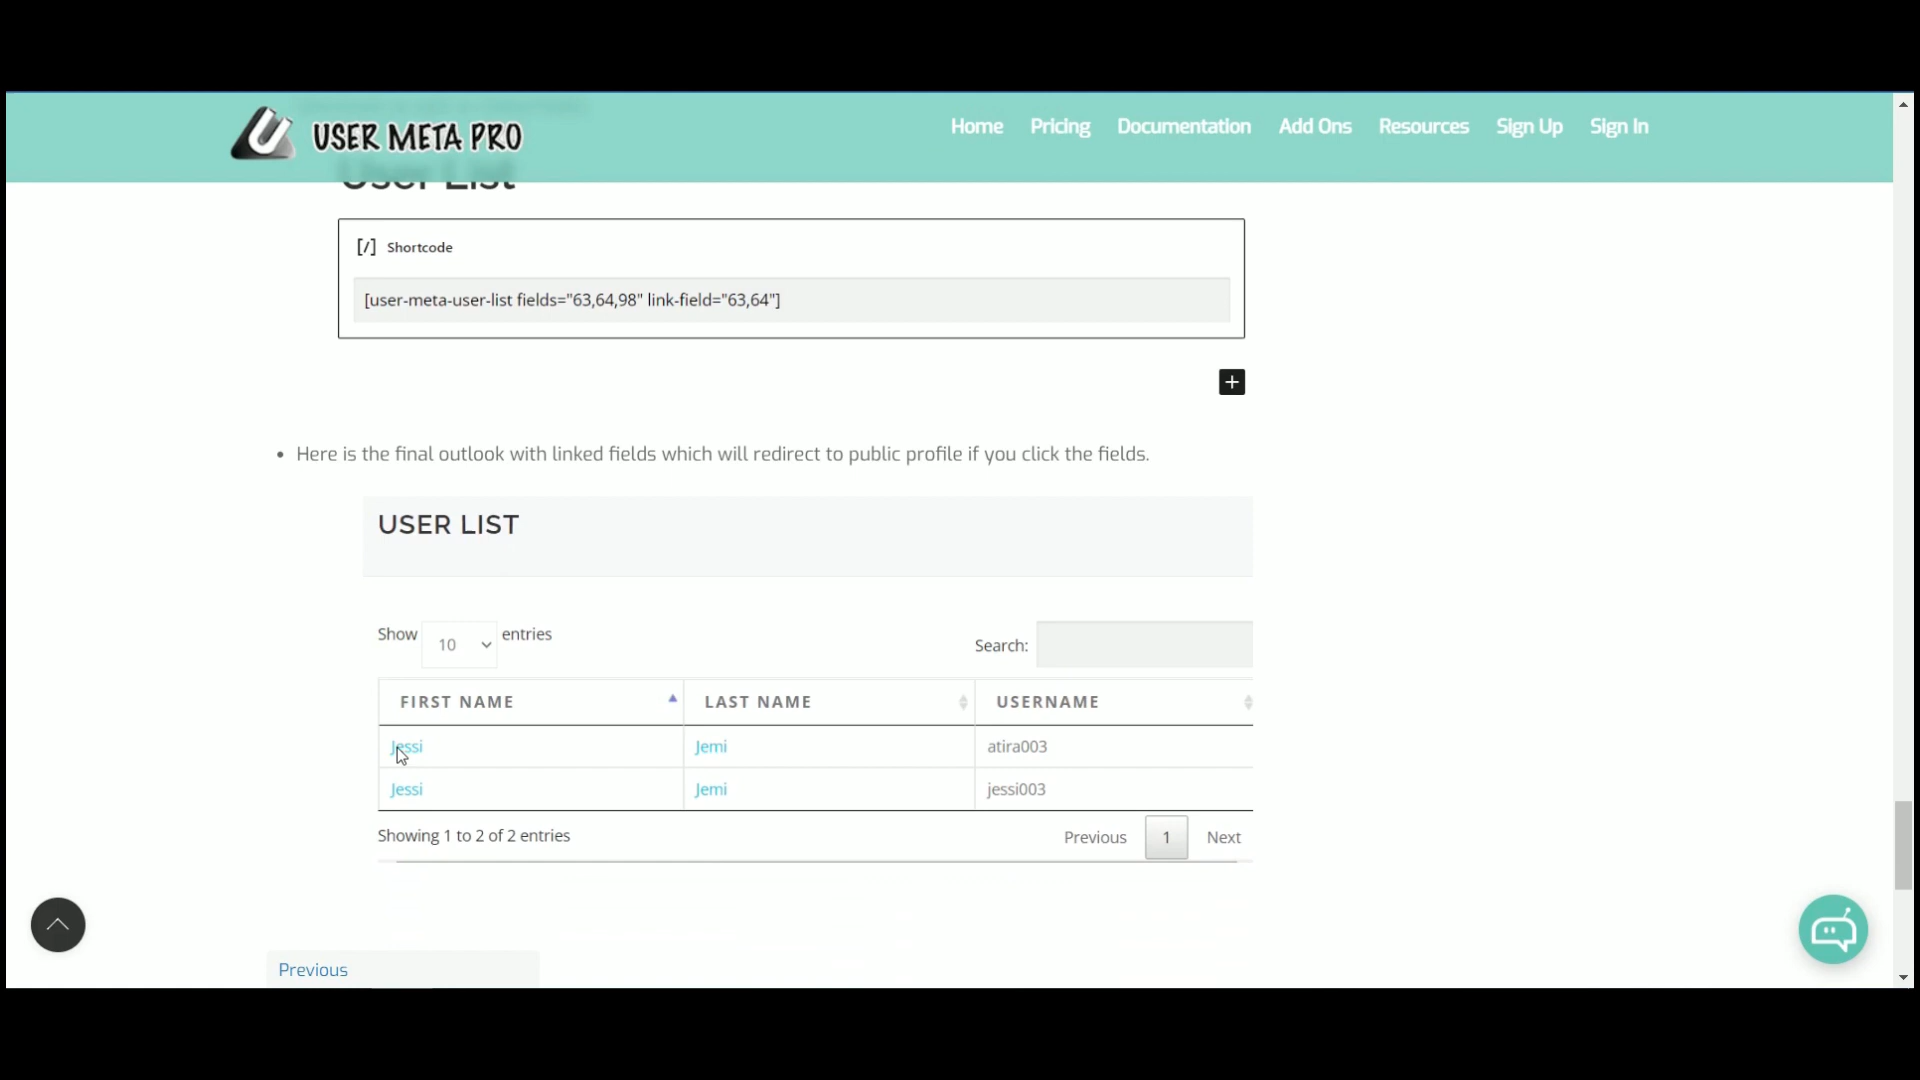 USER META PRO
Home Pricing Documentation Add Ons Resources Sign Up Sign In
User List
[/] Shortcode
[user-meta-user-list fields="63,64,98" link-field="63,64"]
• Here is the final outlook with linked fields which will redirect to public profile if you click the fields.
USER LIST
Show 10 entries Search:
FIRST NAME LAST NAME USERNAME
Jessi Jemi atira003
Jessi Jemi jessi003
Showing 1 to 2 of 2 entries Previous 1 Next
Previous